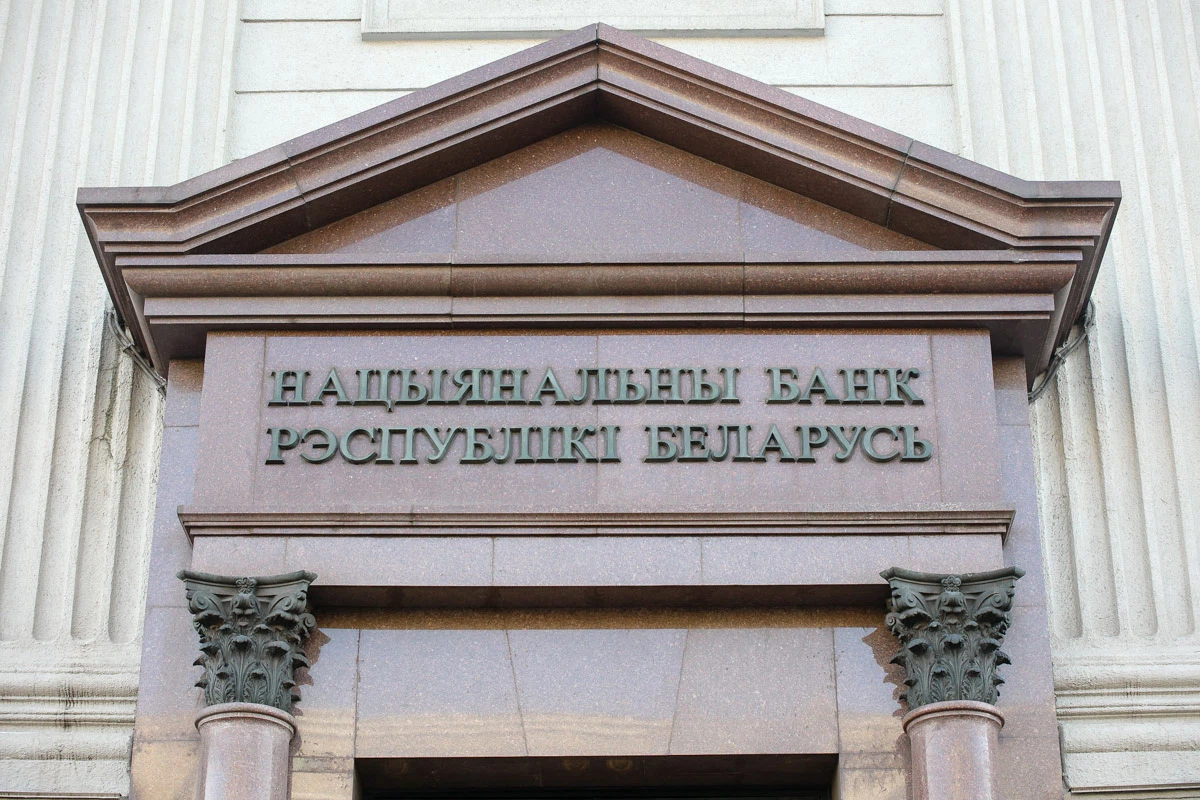 НАЦЫЯНАЛЬНЫ БАНК
РЭСПУБЛІКІ БЕЛАРУСЬ